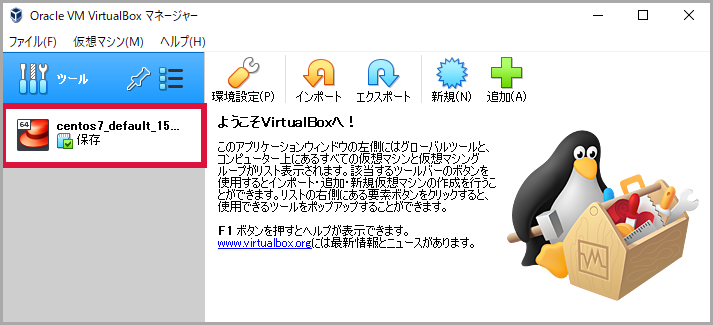 Oracle VM VirtualBox マネージャー
ファイル(F) 仮想マシン(M) ヘルプ(H)
ツール
環境設定(P) インポート エクスポート 新規(N) 追加(A)
64
centos7_default_15...
保存
ようこそVirtualBoxへ！
このアプリケーションウィンドウの左側にはグローバルツールと、
コンピューター上にあるすべての仮想マシンと仮想マシング
ループがリスト表示されます。該当するツールバーのボタンを
使用するとインポート・追加・新規仮想マシンの作成を行うこ
とができます。リストの右側にある要素ボタンをクリックすると、
使用できるツールをポップアップすることができます。
F1 ボタンを押すとヘルプが表示できます。
www.virtualbox.orgには最新情報とニュースがあります。